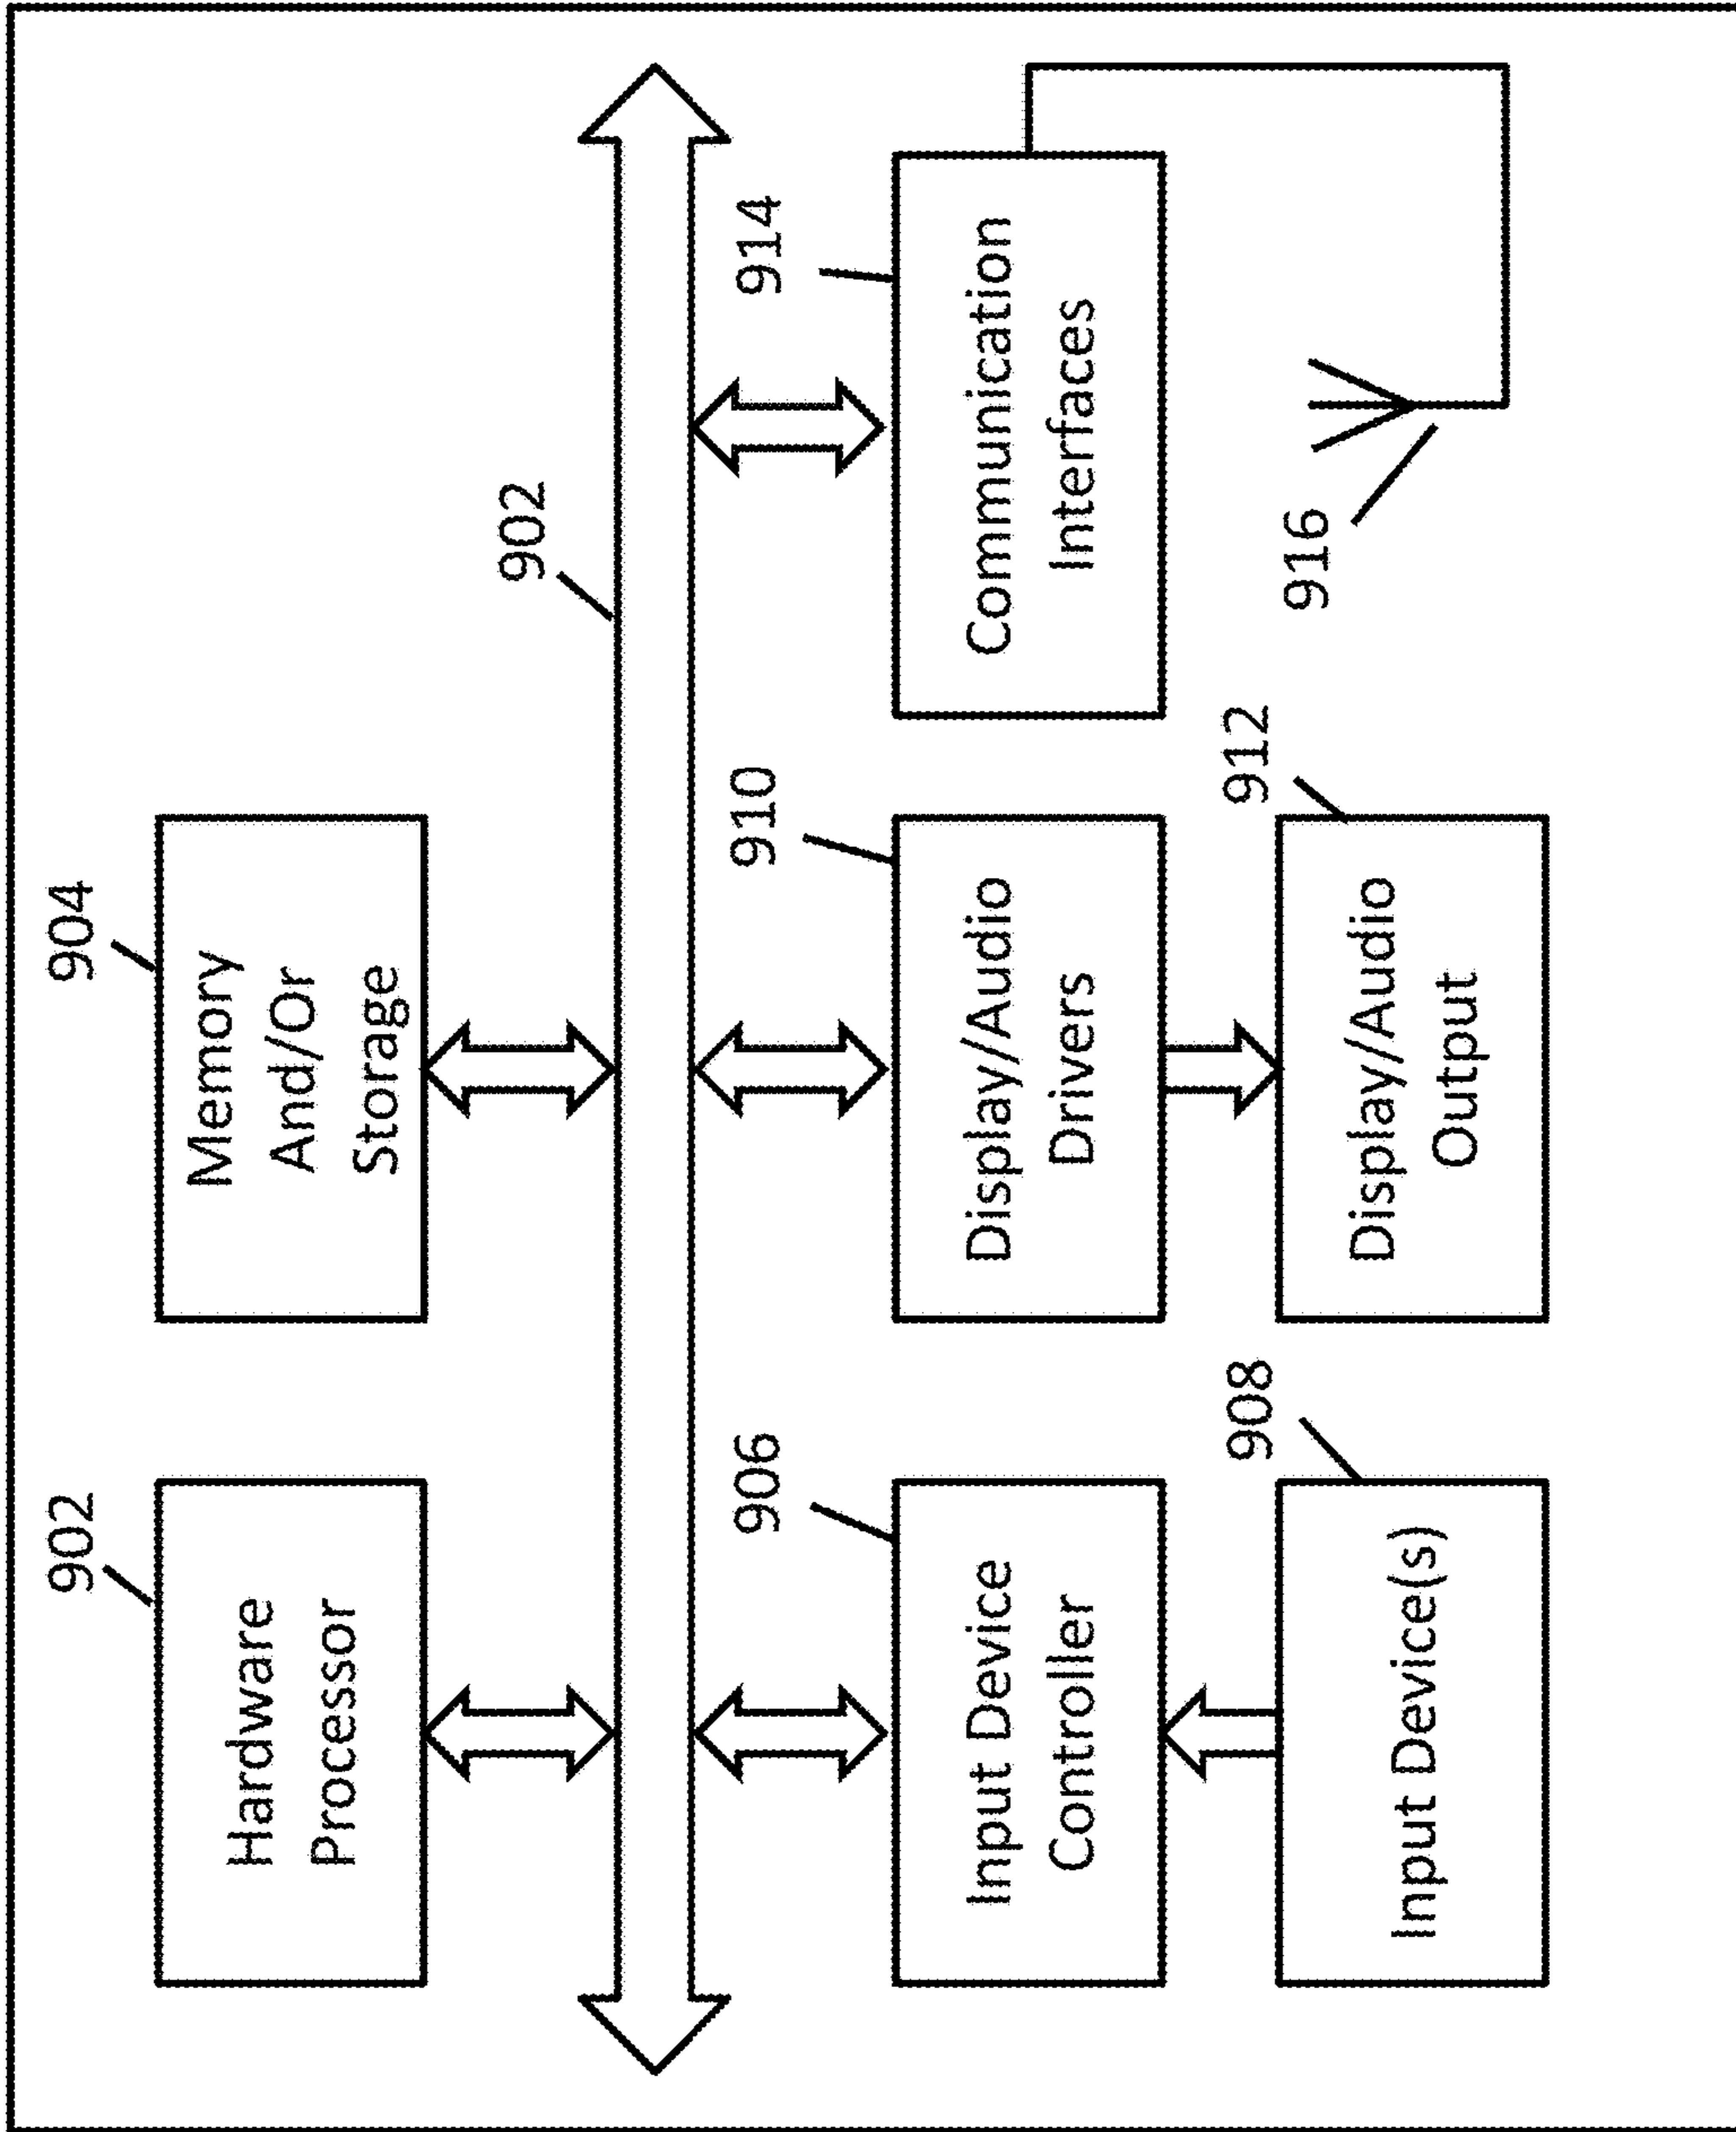 902
Hardware
Processor
904
Memory
And/Or
Storage
902
906
Input Device
Controller
910
Display/Audio
Drivers
914
Communication
Interfaces
908
Input Device(s)
912
Display/Audio
Output
916